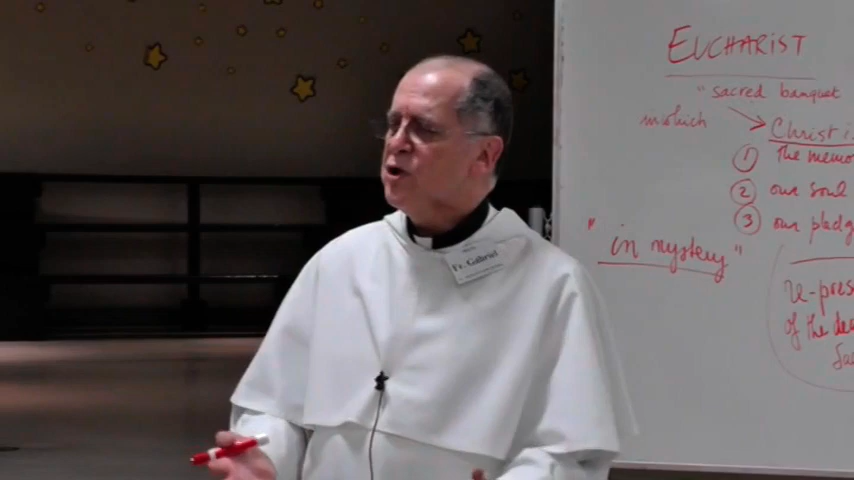 EUCHARIST
"sacred banquet
in which
Christ
① the memo
② our soul
③ our pledg
"in mystery"
re-pres
of the
Fr. Gabriel